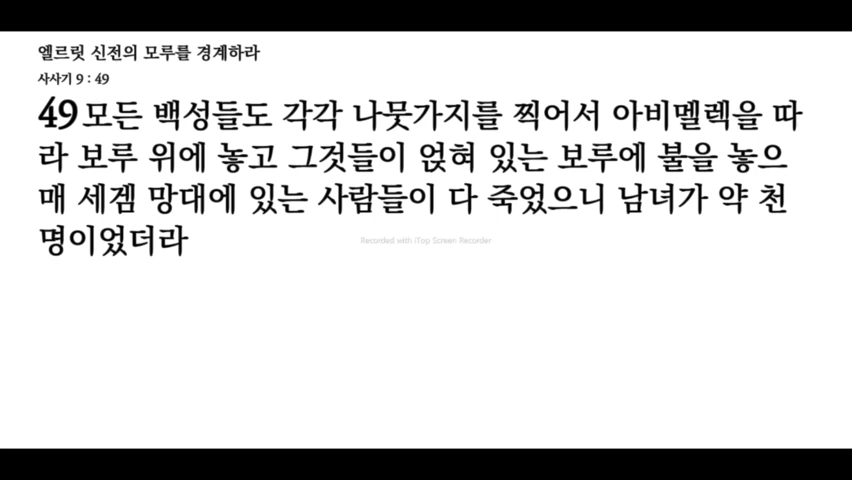 엘르릿 신전의 모루를 경계하라
사사기 9 : 49
49 모든 백성들도 각각 나뭇가지를 찍어서 아비멜렉을 따
라 보루 위에 놓고 그것들이 얹혀 있는 보루에 불을 놓으
매 세겜 망대에 있는 사람들이 다 죽었으니 남녀가 약 천
명이었더라
Recorded with iTop Screen Recorder